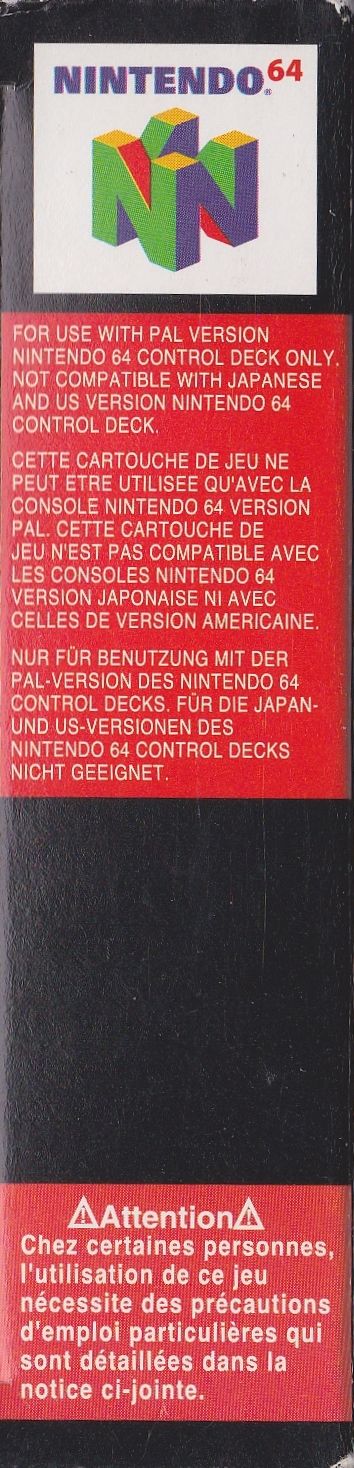 NINTENDO®64
FOR USE WITH PAL VERSION
NINTENDO 64 CONTROL DECK ONLY.
NOT COMPATIBLE WITH JAPANESE
AND US VERSION NINTENDO 64
CONTROL DECK.
CETTE CARTOUCHE DE JEU NE
PEUT ETRE UTILISEE QU'AVEC LA
CONSOLE NINTENDO 64 VERSION
PAL. CETTE CARTOUCHE DE
JEU N'EST PAS COMPATIBLE AVEC
LES CONSOLES NINTENDO 64
VERSION JAPONAISE NI AVEC
CELLES DE VERSION AMERICAINE.
NUR FÜR BENUTZUNG MIT DER
PAL-VERSION DES NINTENDO 64
CONTROL DECKS. FÜR DIE JAPAN-
UND US-VERSIONEN DES
NINTENDO 64 CONTROL DECKS
NICHT GEEIGNET.
⚠Attention⚠
Chez certaines personnes,
l'utilisation de ce jeu
nécessite des précautions
d'emploi particulières qui
sont détaillées dans la
notice ci-jointe.